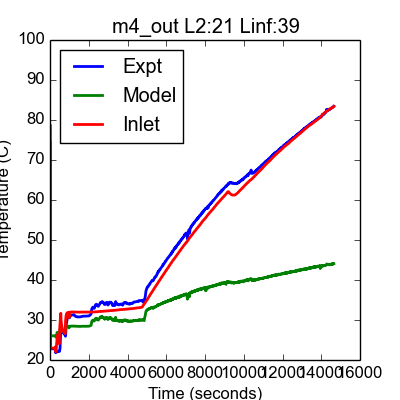 m4_out L2:21 Linf:39
100
90
80
70
60
50
40
30
20
Temperature (C)
Expt
Model
Inlet
0 2000 4000 6000 8000 10000 12000 14000 16000
Time (seconds)